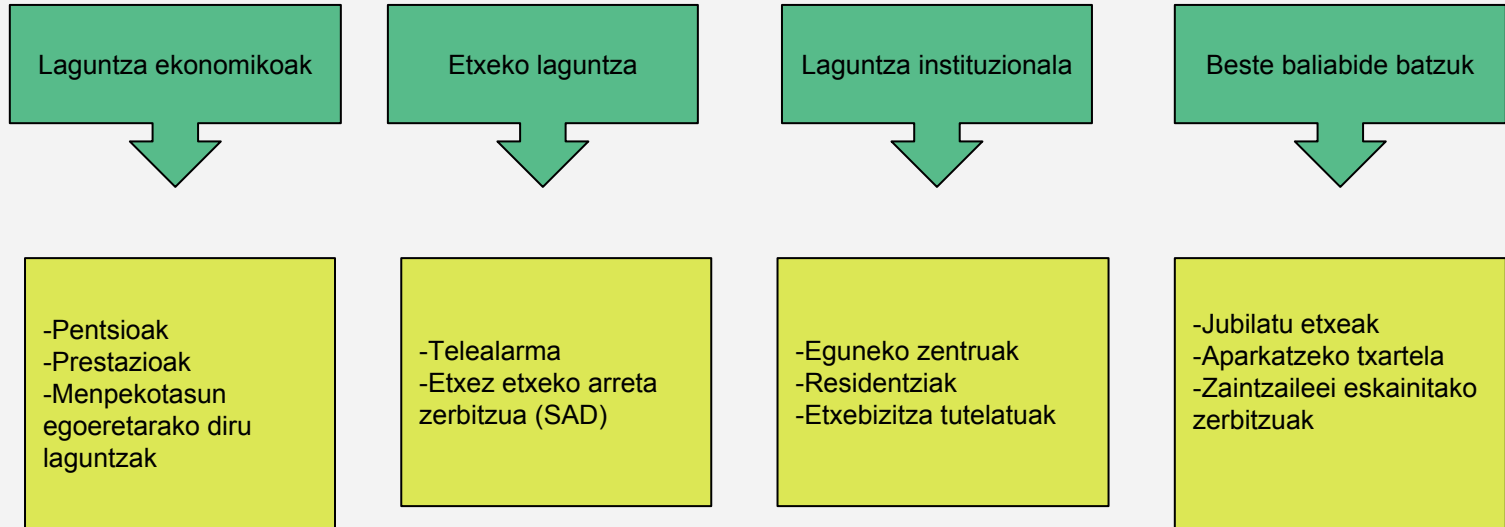 Laguntza ekonomikoak
Etxeko laguntza
Laguntza instituzionala
Beste baliabide batzuk
-Pentsioak
-Prestazioak
-Menpekotasun
egoeretarako diru
laguntzak
-Telealarma
-Etxez etxeko arreta
zerbitzua (SAD)
-Eguneko zentruak
-Residentziak
-Etxebizitza tutelatuak
-Jubilatu etxeak
-Aparkatzeko txartela
-Zaintzaileei eskainitako
zerbitzuak